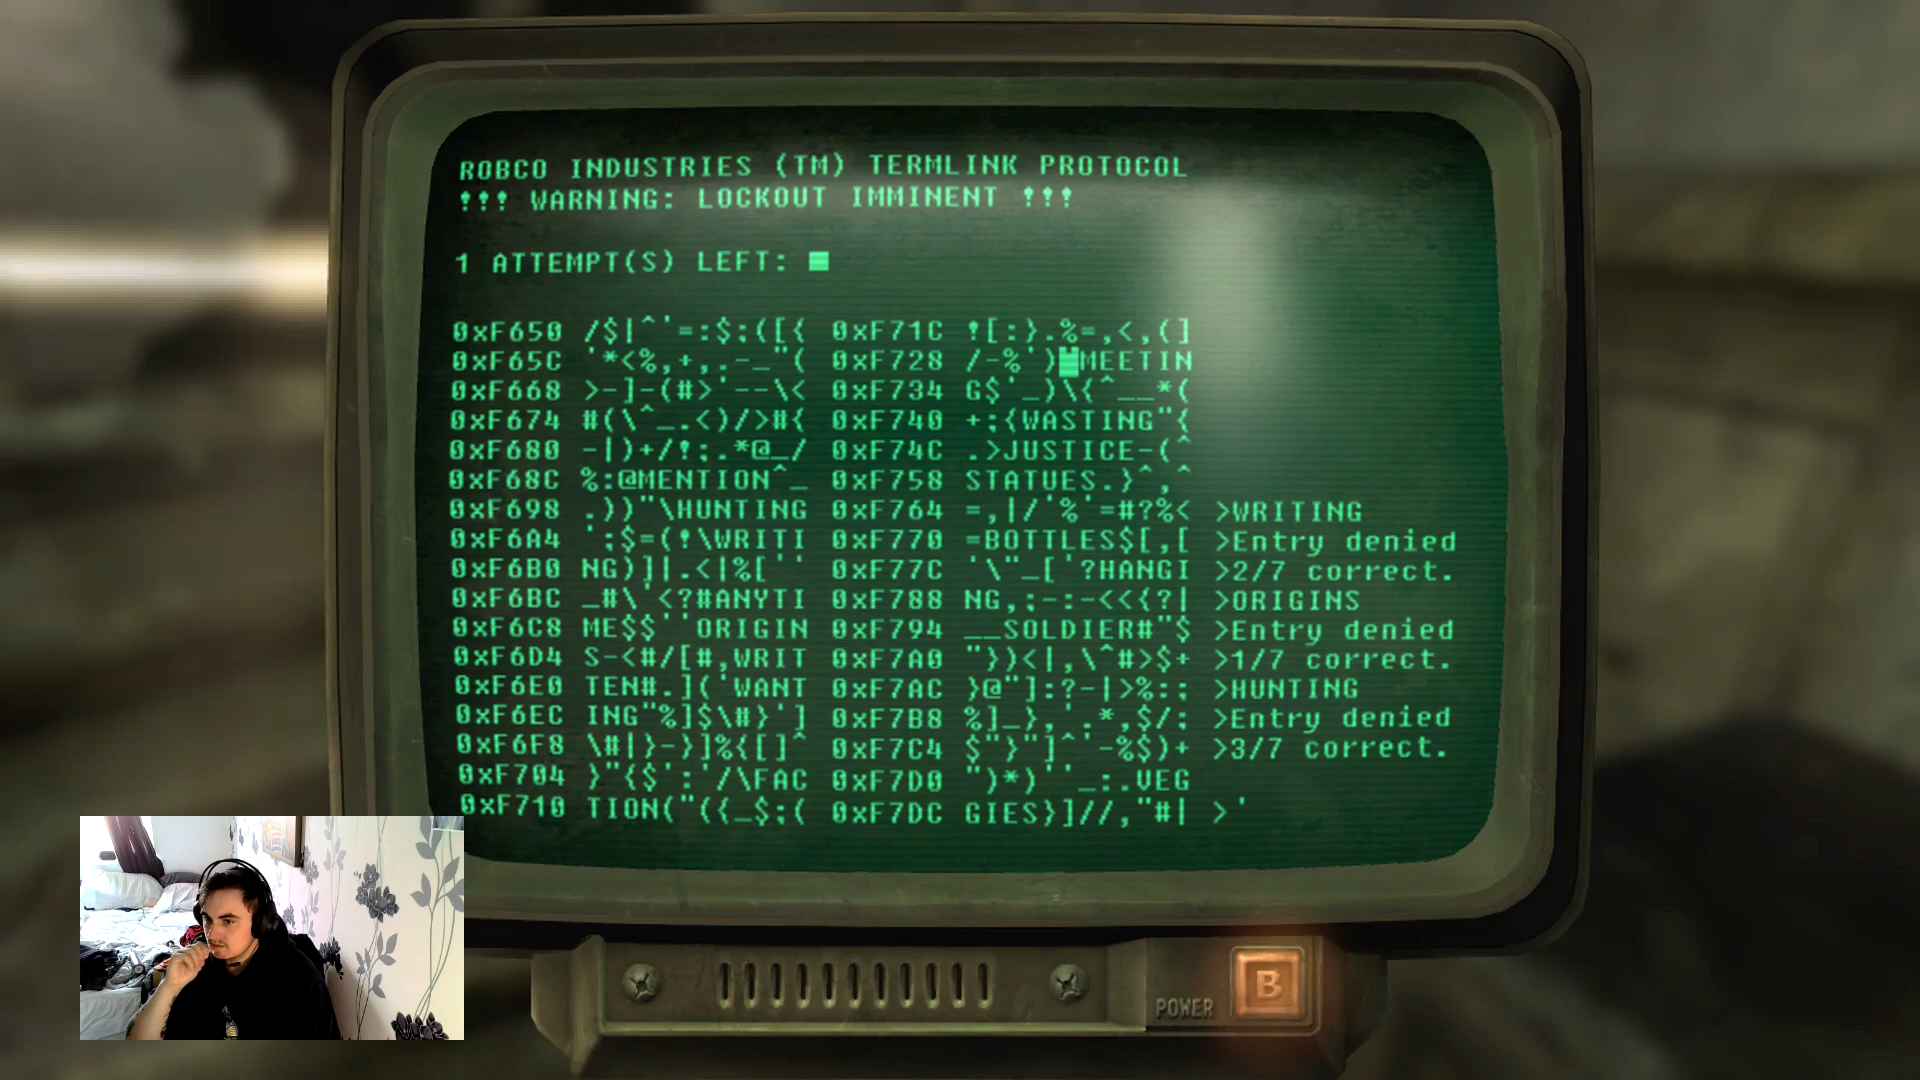 ROBCO INDUSTRIES (TM) TERMLINK PROTOCOL
!!! WARNING: LOCKOUT IMMINENT !!!
1 ATTEMPT(S) LEFT:
0xF650 /$|^'=:$;([{ 0xF71C ![:}.%=,<,(]
0xF65C '*<%,+,.-_"( 0xF728 /-%')"MEETIN
0xF668 >-]-(#>'--\< 0xF734 G$'_)\{^__*(
0xF674 #(\^_.<)/>#{ 0xF740 +;{WASTING"{
0xF680 -|)+/!;.*@_/ 0xF74C .>JUSTICE-(^
0xF68C %:@MENTION^_ 0xF758 STATUES.}^,^
0xF698 .))"\HUNTING 0xF764 =,|/'%'=#?%< >WRITING
0xF6A4 ';$=(!\WRITI 0xF770 =BOTTLES$[,[ >Entry denied
0xF6B0 NG)]|.<|%['' 0xF77C '\"_['?HANGI >2/7 correct.
0xF6BC _#\'<?#ANYTI 0xF788 NG,;-:-<<{?| >ORIGINS
0xF6C8 ME$$''ORIGIN 0xF794 __SOLDIER#"$ >Entry denied
0xF6D4 S-<#/[#,WRIT 0xF7A0 "})<|,\^#>$+ >1/7 correct.
0xF6E0 TEN#.]('WANT 0xF7AC }@"]:?-|>%:; >HUNTING
0xF6EC ING"%]$\#}'] 0xF7B8 %]_},'.*,$/; >Entry denied
0xF6F8 \#|}-}]%{[]^ 0xF7C4 $"}"]^'-%$)+ >3/7 correct.
0xF704 }"{$':'/\FAC 0xF7D0 ")*)''_:.VEG
0xF710 TION("({_$;( 0xF7DC GIES}]//,"#| >'
POWER
B